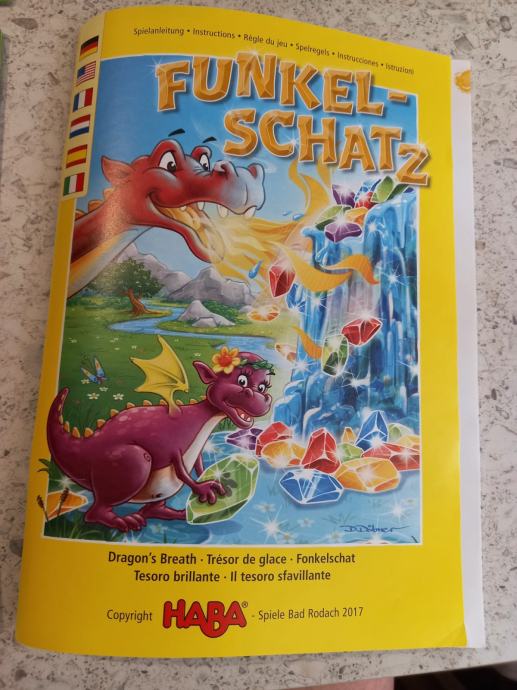 Spielanleitung · Instructions · Règle du jeu · Spelregels · Instrucciones · Istruzioni
FUNKEL-
SCHATZ
D. Döbner
Dragon's Breath · Trésor de glace · Fonkelschat
Tesoro brillante · Il tesoro sfavillante
Copyright HABA® - Spiele Bad Rodach 2017